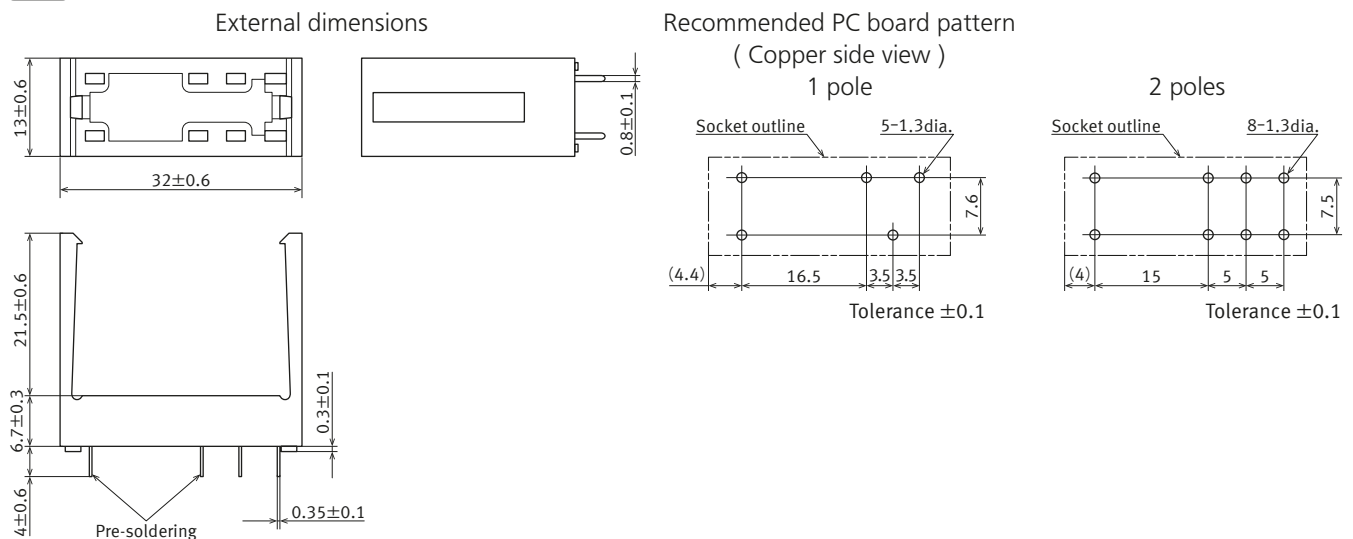 External dimensions
13±0.6
32±0.6
0.8±0.1
21.5±0.6
6.7±0.3
4±0.6
0.3±0.1
0.35±0.1
Pre-soldering
Recommended PC board pattern
( Copper side view )
1 pole
Socket outline
5-1.3dia.
7.6
(4.4)
16.5
3.5
3.5
Tolerance ±0.1
2 poles
Socket outline
8-1.3dia.
7.5
(4)
15
5
5
Tolerance ±0.1